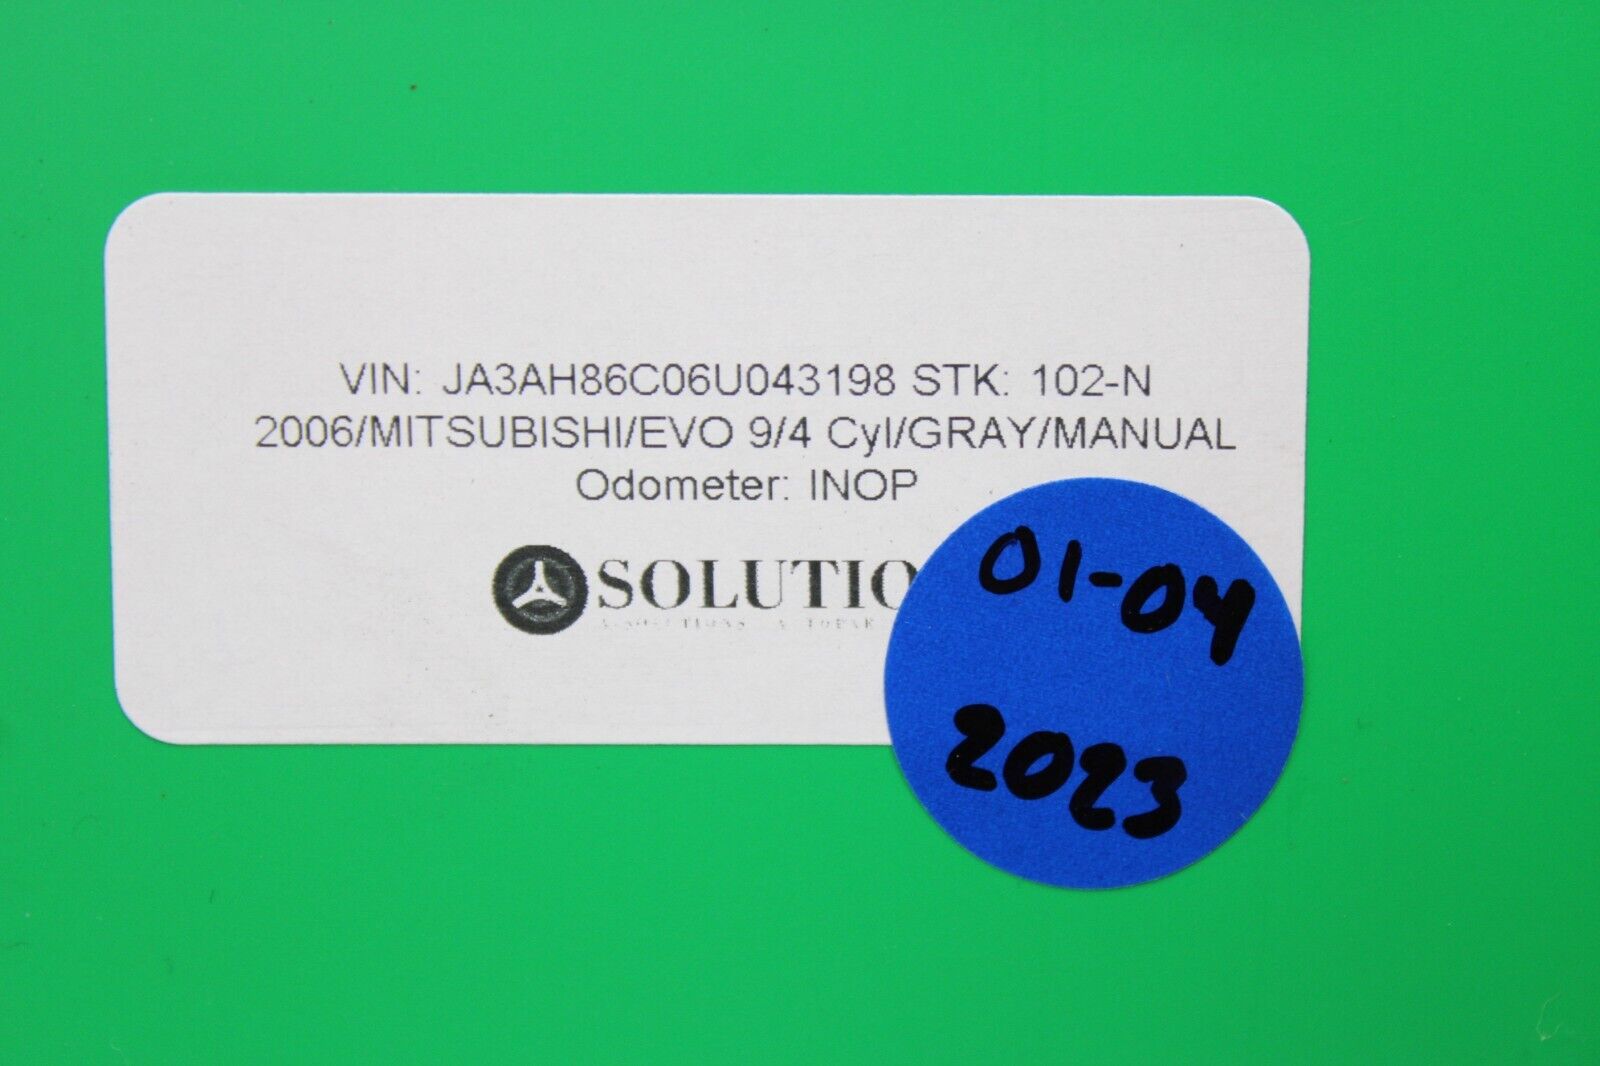 VIN: JA3AH86C06U043198 STK: 102-N
2006/MITSUBISHI/EVO 9/4 Cyl/GRAY/MANUAL
Odometer: INOP
SOLUTIO
01-04
2023